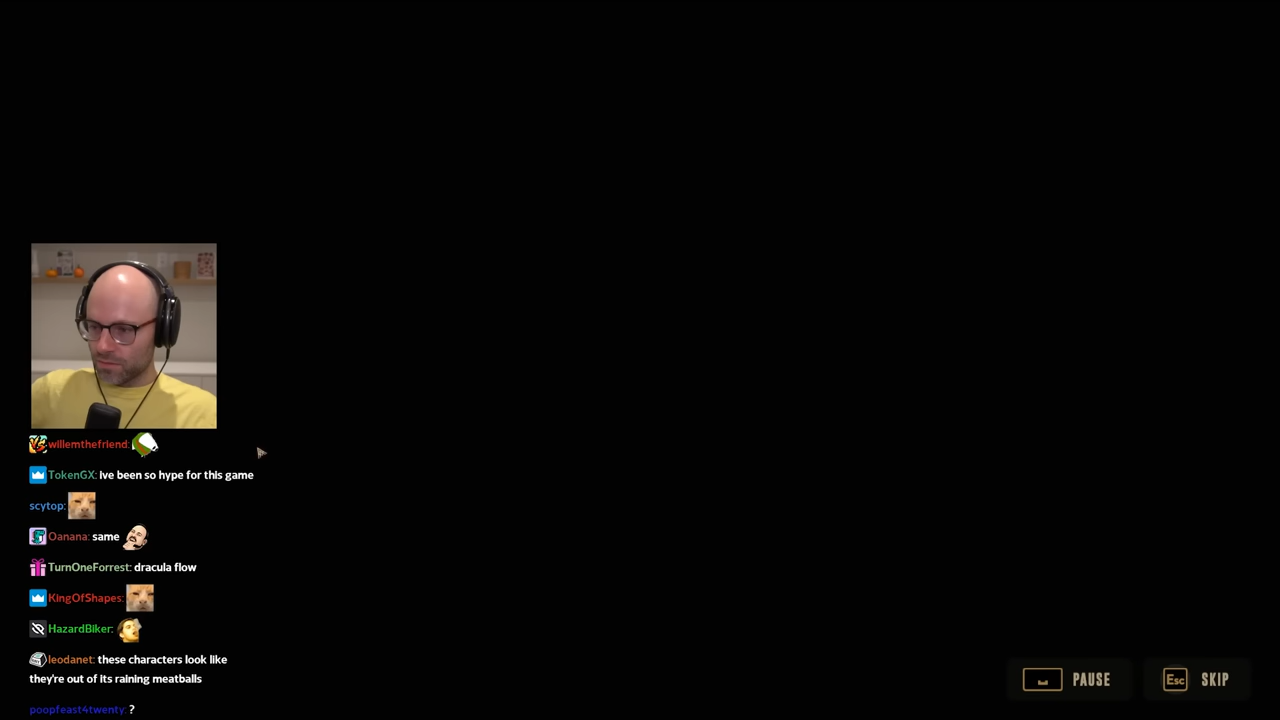 willemthefriend:
TokenGX: ive been so hype for this game
scytop:
Oanana: same
TurnOneForrest: dracula flow
KingOfShapes:
HazardBiker:
leodanet: these characters look like
they're out of its raining meatballs
poopfeast4twenty: ?
PAUSE
Esc SKIP